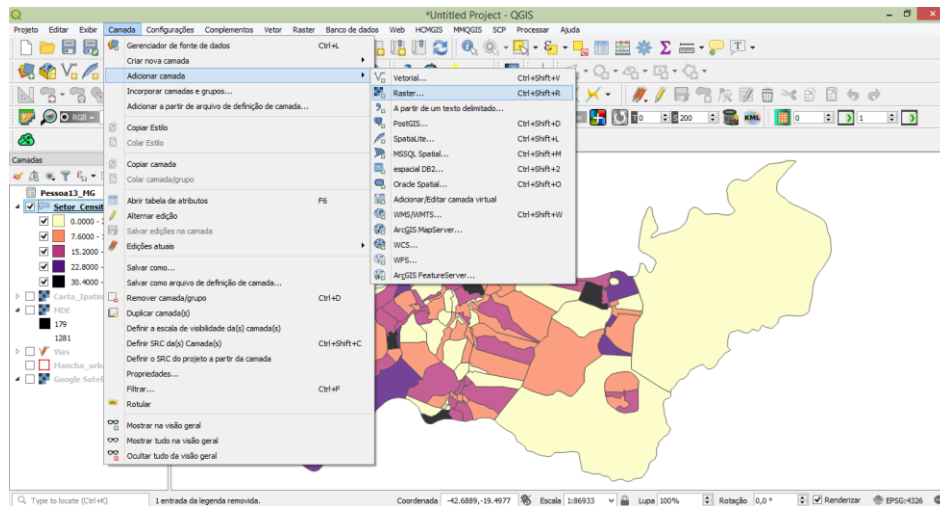 *Untitled Project - QGIS
Projeto Editar Exibir Camada Configurações Complementos Vetor Raster Banco de dados Web HCMGIS MMQGIS SCP Processar Ajuda
Gerenciador de fonte de dados Ctrl+L
Criar nova camada
Adicionar camada
Incorporar camadas e grupos...
Adicionar a partir de arquivo de definição de camada...
Copiar Estilo
Colar Estilo
Copiar camada
Colar camada/grupo
Abrir tabela de atributos F6
Alternar edição
Salvar edições na camada
Edições atuais
Salvar como...
Salvar como arquivo de definição de camada...
Remover camada/grupo Ctrl+D
Duplicar camada(s)
Definir a escala de visibilidade da(s) camada(s)
Definir SRC da(s) Camada(s) Ctrl+Shift+C
Definir o SRC do projeto a partir da camada
Propriedades...
Filtrar... Ctrl+F
Rotular
Mostrar na visão geral
Mostrar tudo na visão geral
Ocultar tudo da visão geral
Vetorial... Ctrl+Shift+V
Raster... Ctrl+Shift+R
A partir de um texto delimitado...
PostGIS... Ctrl+Shift+D
SpatiaLite... Ctrl+Shift+L
MSSQL Spatial... Ctrl+Shift+M
espacial DB2... Ctrl+Shift+2
Oracle Spatial... Ctrl+Shift+O
Adicionar/Editar camada virtual
WMS/WMTS... Ctrl+Shift+W
ArcGIS MapServer...
WCS...
WFS...
ArcGIS FeatureServer...
RGB =
0 S 200 KML 0 1
Camadas
Pessoa13_MG
Setor_Censit
0.0000 - 
7.6000 - 
15.2000 - 
22.8000 - 
30.4000 - 
Carta_Ipatin
MDE
179
1281
Vias
Mancha_urb
Google Satel
Type to locate (Ctrl+K) 1 entrada da legenda removida. Coordenada -42.6889,-19.4977 Escala 1:86933 Lupa 100% Rotação 0,0 ° Renderizar EPSG:4326